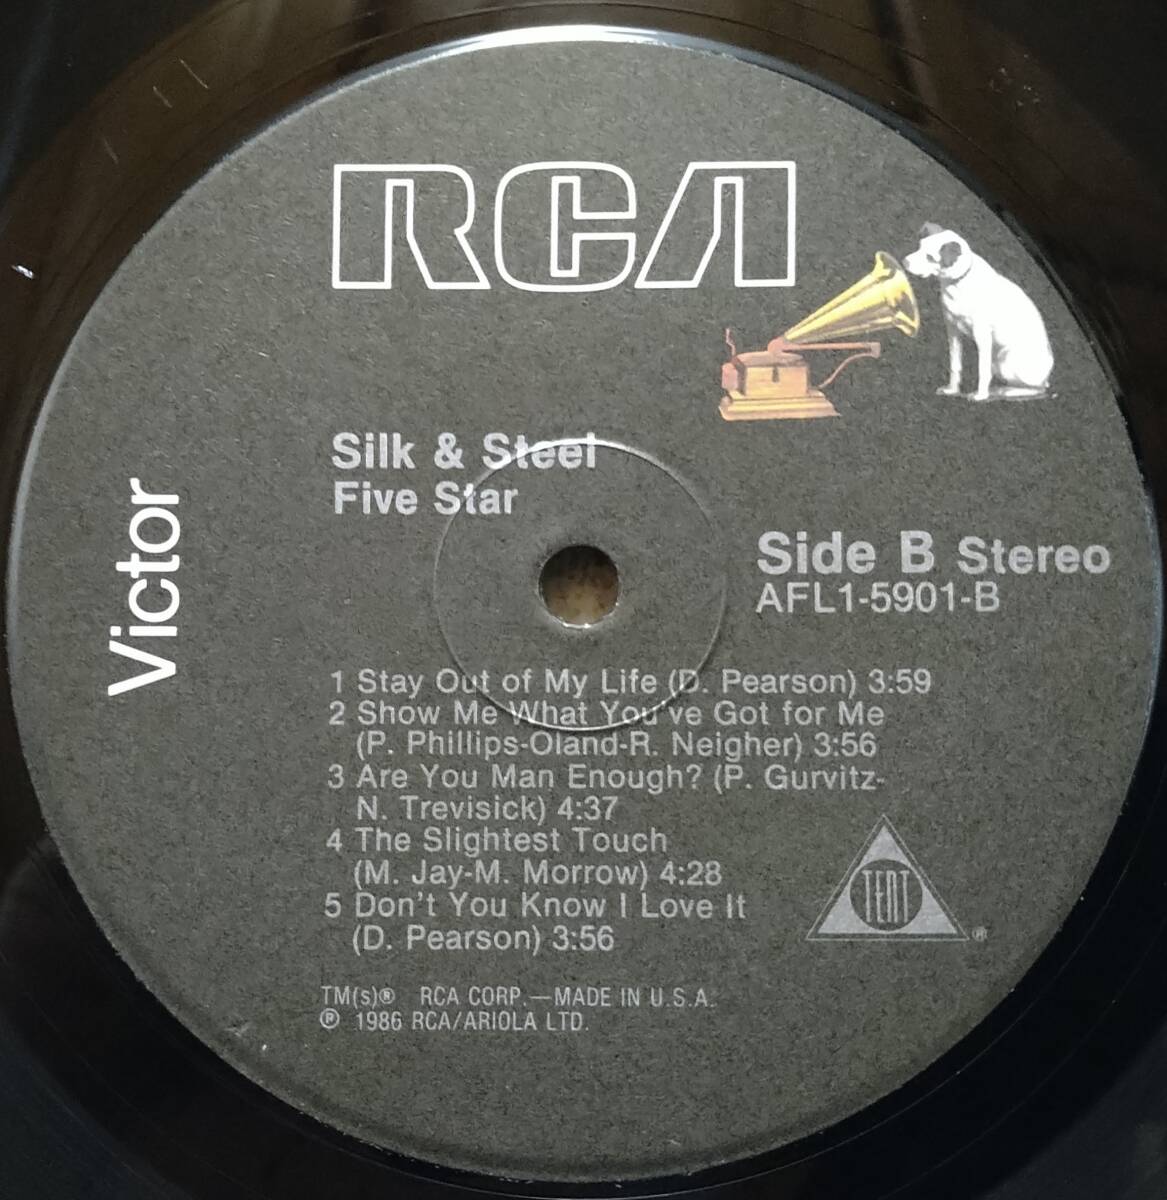 RCA
Victor
Silk & Steel
Five Star
Side B Stereo
AFL1-5901-B
1 Stay Out of My Life (D. Pearson) 3:59
2 Show Me What You've Got for Me
(P. Phillips-Oland-R. Neigher) 3:56
3 Are You Man Enough? (P. Gurvitz-
N. Trevisick) 4:37
4 The Slightest Touch
(M. Jay-M. Morrow) 4:28
5 Don't You Know I Love It
(D. Pearson) 3:56
TENT ®
TM(s)® RCA CORP.—MADE IN U.S.A.
℗ 1986 RCA/ARIOLA LTD.